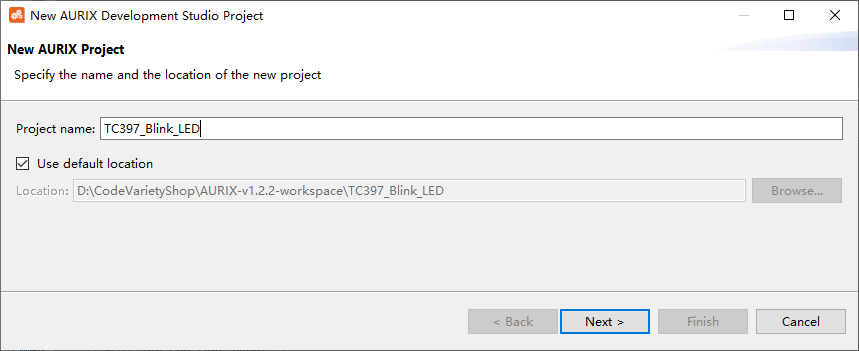 New AURIX Development Studio Project
New AURIX Project
Specify the name and the location of the new project
Project name: TC397_Blink_LED
Use default location
Location: D:\CodeVarietyShop\AURIX-v1.2.2-workspace\TC397_Blink_LED Browse...
< Back Next > Finish Cancel